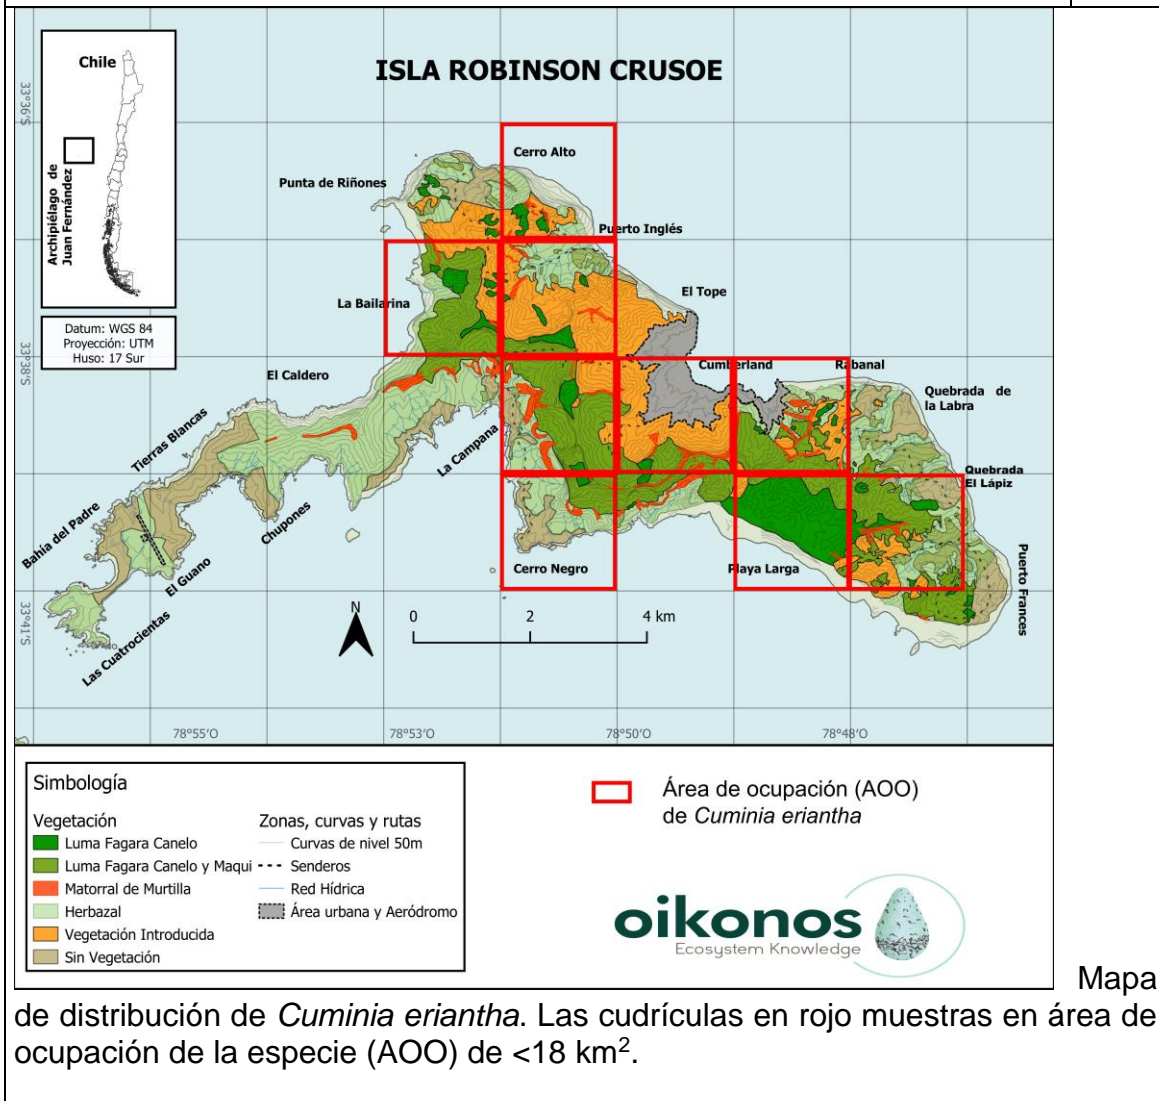 ISLA ROBINSON CRUSOE
Chile
Archipiélago de
Juan Fernández
Datum: WGS 84
Proyección: UTM
Huso: 17 Sur
33°36'S
33°38'S
33°41'S
Cerro Alto
Punta de Riñones
Puerto Inglés
El Tope
La Bailarina
Cumberland
Rabanal
El Caldero
Quebrada de
la Labra
Tierras Blancas
La Campana
Quebrada
El Lápiz
Bahía del Padre
Chupones
El Guano
Cerro Negro
Playa Larga
Puerto Frances
Las Cuatrocientas
N
0 2 4 km
78°55'O 78°53'O 78°50'O 78°48'O
Simbología
Vegetación
Luma Fagara Canelo
Luma Fagara Canelo y Maqui
Matorral de Murtilla
Herbazal
Vegetación Introducida
Sin Vegetación
Zonas, curvas y rutas
Curvas de nivel 50m
Senderos
Red Hídrica
Área urbana y Aeródromo
Área de ocupación (AOO)
de Cuminia eriantha
oikonos
Ecosystem Knowledge
Mapa
de distribución de Cuminia eriantha. Las cudrículas en rojo muestras en área de
ocupación de la especie (AOO) de <18 km².